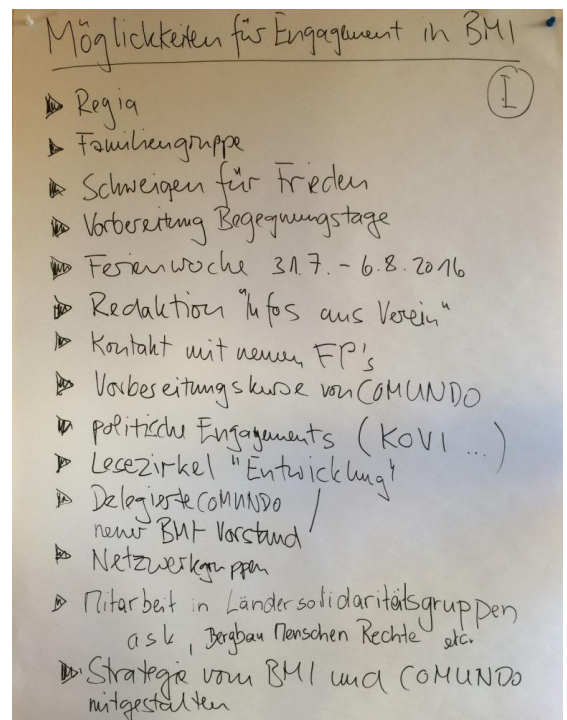 Möglichkeiten für Engagement in BMI
I
Regia
Familiengruppe
Schweigen für Frieden
Vorbereitung Begegnungstage
Ferienwoche 31.7. - 6.8.2016
Redaktion "Infos aus Verein"
Kontakt mit neuen FP's
Vorbereitungskurse von COMUNDO
politische Engagements (KOVI ...)
Lesezirkel "Entwicklung"
Delegierte COMUNDO /
neuer BMI-Vorstand
Netzwerkgruppen
Mitarbeit in Ländersolidaritätsgruppen
ask, Bergbau Menschen Rechte etc.
Strategie vom BMI und COMUNDO
mitgestalten